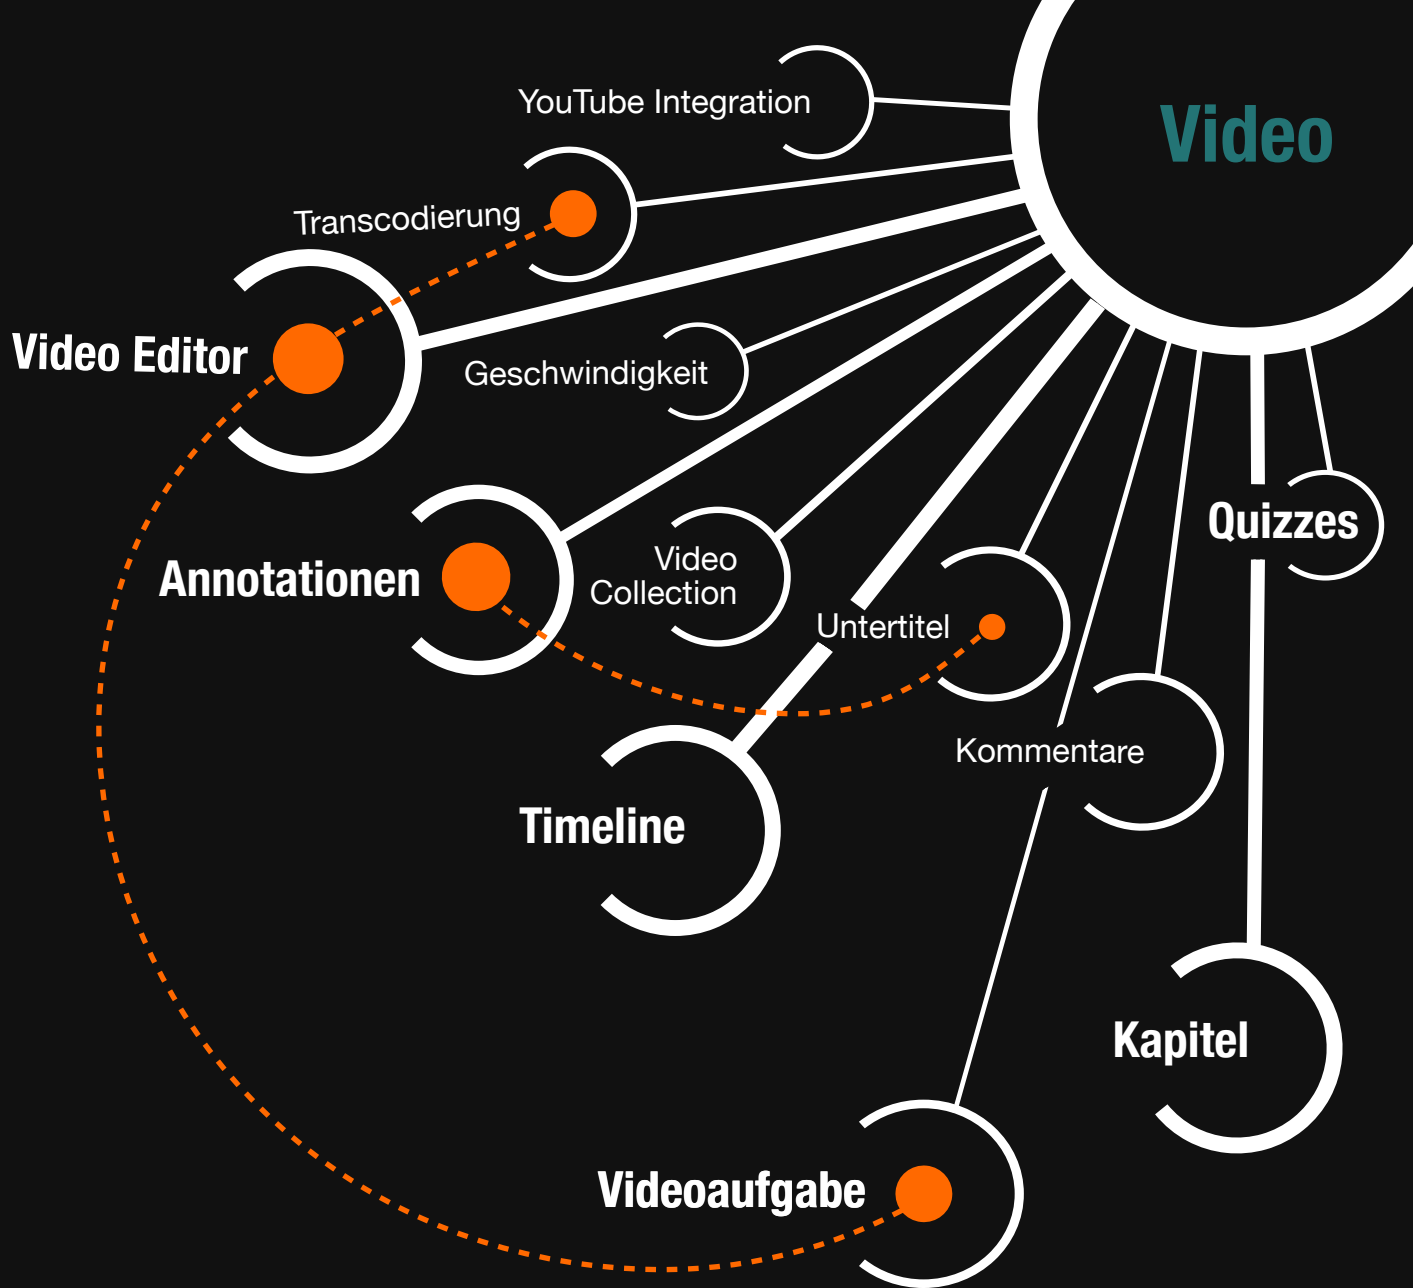 Video
YouTube Integration
Transcodierung
Video Editor
Geschwindigkeit
Quizzes
Video
Collection
Annotationen
Untertitel
Kommentare
Timeline
Kapitel
Videoaufgabe